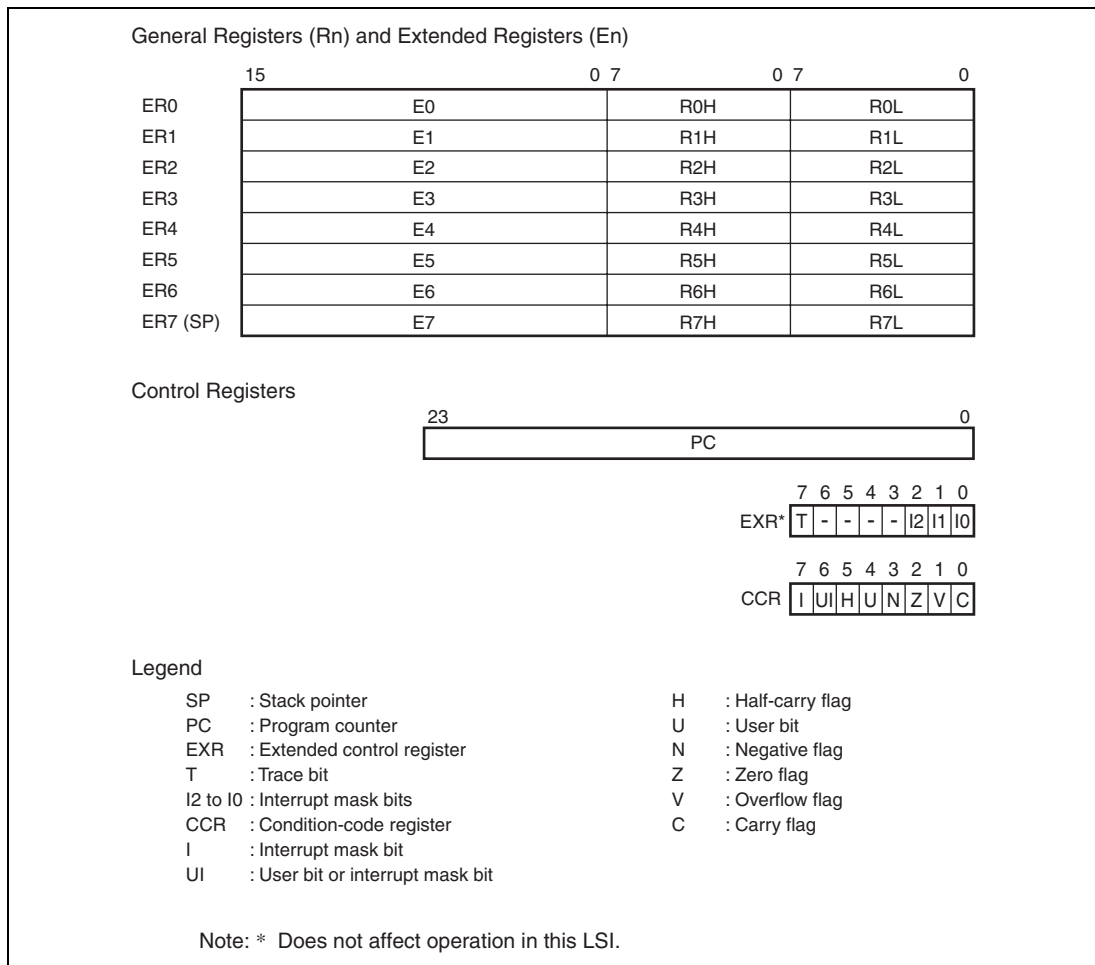 General Registers (Rn) and Extended Registers (En)
15 0 7 0 7 0
ER0 E0 R0H R0L
ER1 E1 R1H R1L
ER2 E2 R2H R2L
ER3 E3 R3H R3L
ER4 E4 R4H R4L
ER5 E5 R5H R5L
ER6 E6 R6H R6L
ER7 (SP) E7 R7H R7L
Control Registers
23 0
PC
7 6 5 4 3 2 1 0
EXR* T - - - - I2 I1 I0
7 6 5 4 3 2 1 0
CCR I UI H U N Z V C
Legend
SP : Stack pointer
PC : Program counter
EXR : Extended control register
T : Trace bit
I2 to I0 : Interrupt mask bits
CCR : Condition-code register
I : Interrupt mask bit
UI : User bit or interrupt mask bit
H : Half-carry flag
U : User bit
N : Negative flag
Z : Zero flag
V : Overflow flag
C : Carry flag
Note: * Does not affect operation in this LSI.